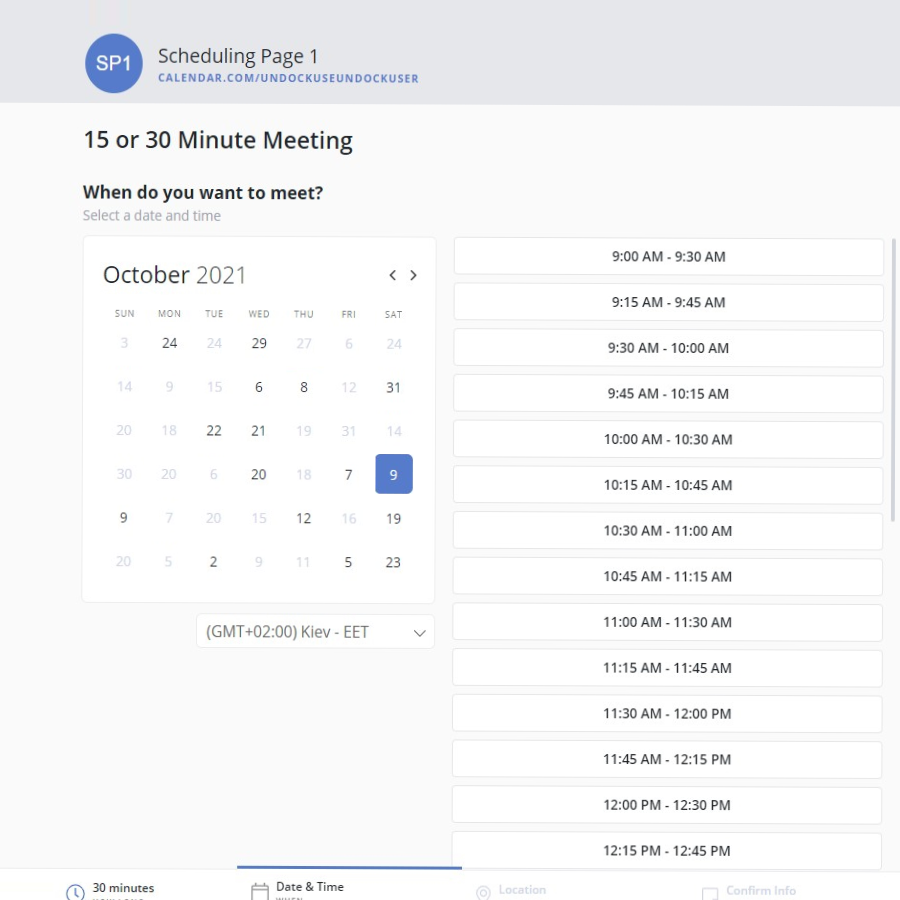 SP1
Scheduling Page 1
CALENDAR.COM/UNDOCKUSEUNDOCKUSER
15 or 30 Minute Meeting
When do you want to meet?
Select a date and time
October 2021
SUN MON TUE WED THU FRI SAT
3 24 24 29 27 6 24
14 9 15 6 8 12 31
20 18 22 21 19 31 14
30 20 6 20 18 7 9
9 7 20 15 12 16 19
20 5 2 9 11 5 23
(GMT+02:00) Kiev - EET
9:00 AM - 9:30 AM
9:15 AM - 9:45 AM
9:30 AM - 10:00 AM
9:45 AM - 10:15 AM
10:00 AM - 10:30 AM
10:15 AM - 10:45 AM
10:30 AM - 11:00 AM
10:45 AM - 11:15 AM
11:00 AM - 11:30 AM
11:15 AM - 11:45 AM
11:30 AM - 12:00 PM
11:45 AM - 12:15 PM
12:00 PM - 12:30 PM
12:15 PM - 12:45 PM
30 minutes
Date & Time
Location
Confirm Info